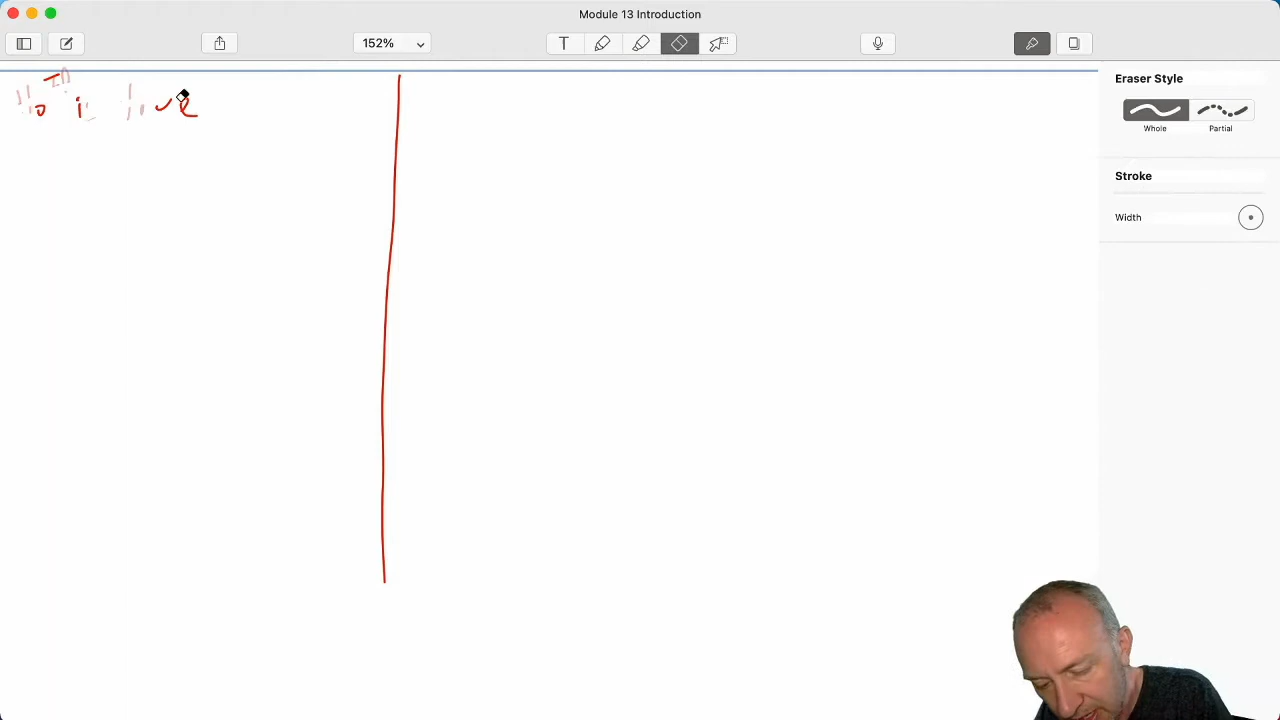 Module 13 Introduction
152%
T
Eraser Style
Whole
Partial
Stroke
Width